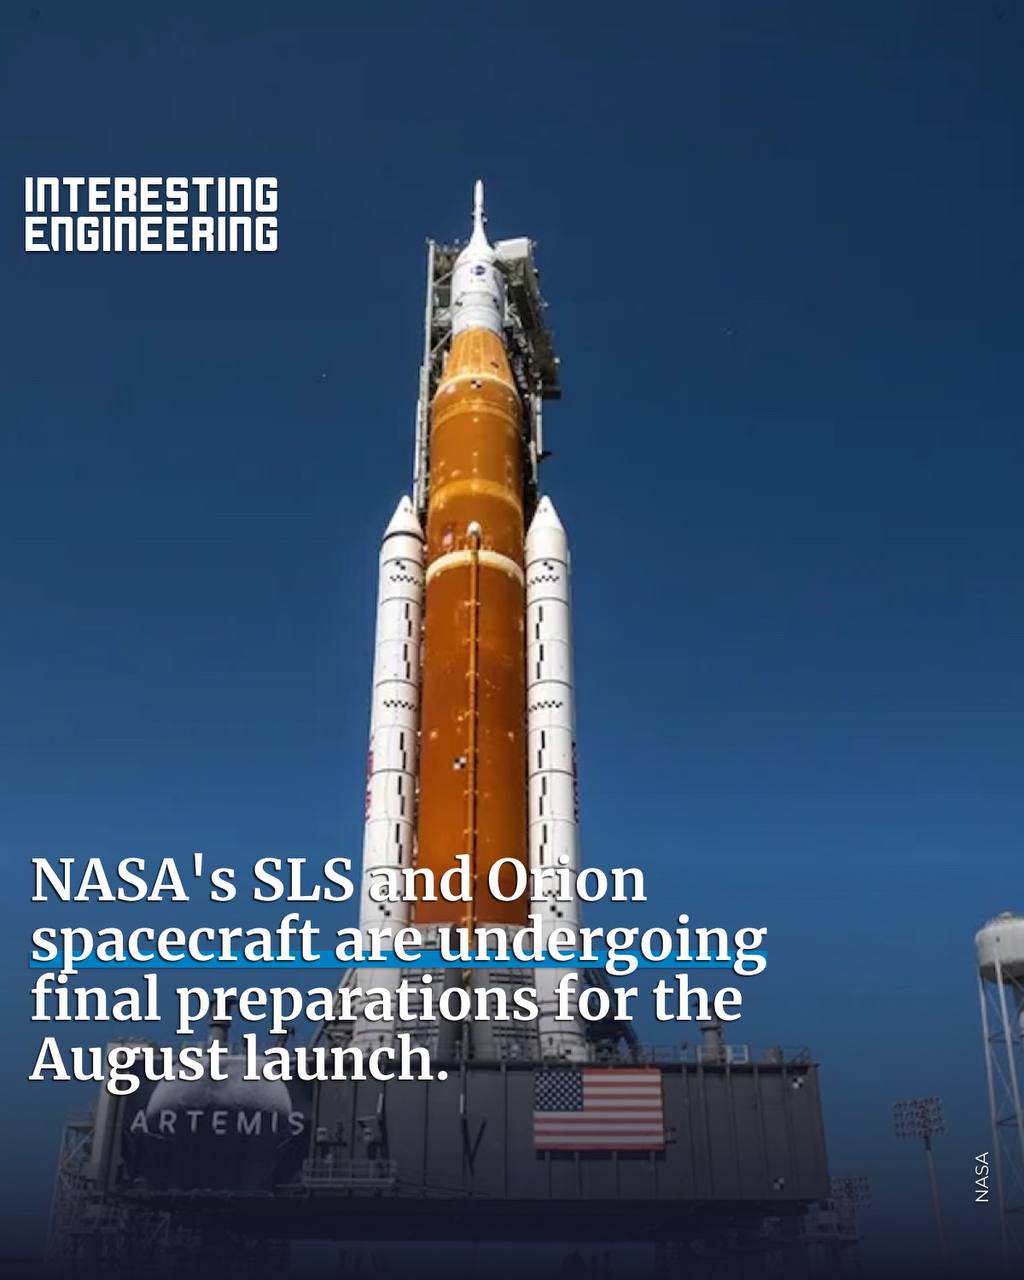 INTERESTING
ENGINEERING
NASA's SLS and Orion
spacecraft are undergoing
final preparations for the
August launch.
ARTEMIS
NASA